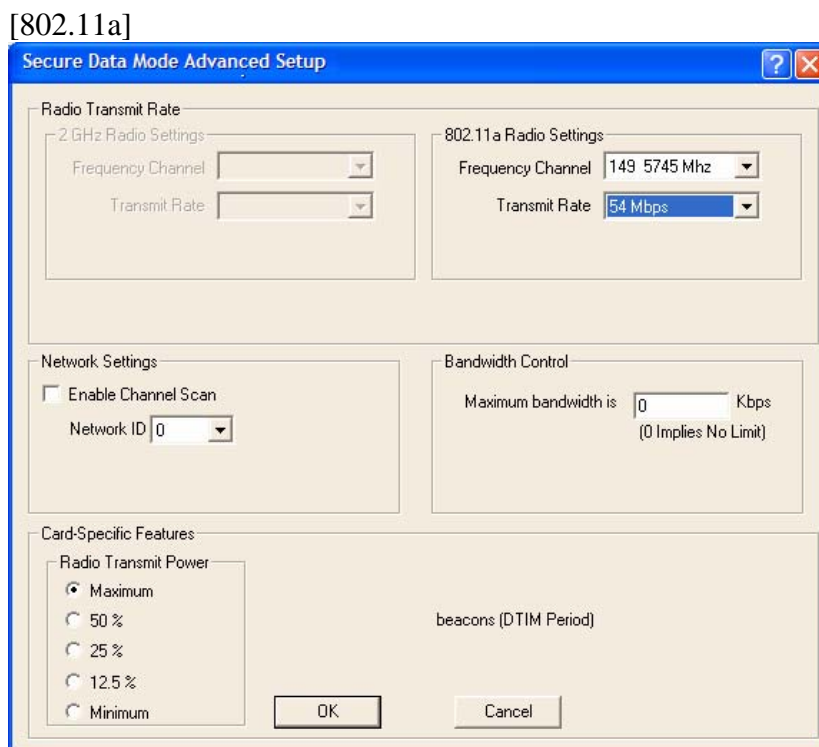 [802.11a]
Secure Data Mode Advanced Setup
Radio Transmit Rate
2 GHz Radio Settings
Frequency Channel
Transmit Rate
802.11a Radio Settings
Frequency Channel 149 5745 Mhz
Transmit Rate 54 Mbps
Network Settings
Enable Channel Scan
Network ID 0
Bandwidth Control
Maximum bandwidth is 0 Kbps
(0 Implies No Limit)
Card-Specific Features
Radio Transmit Power
Maximum
50 %
25 %
12.5 %
Minimum
beacons (DTIM Period)
OK Cancel